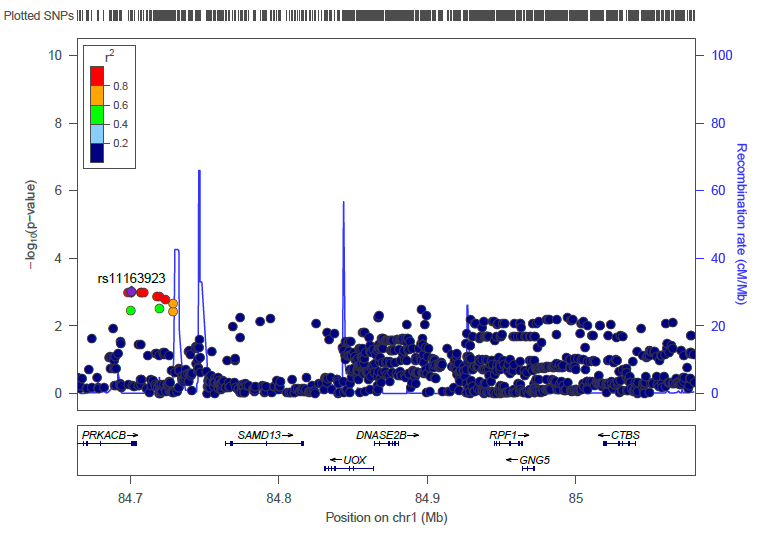 Plotted SNPs
r2
0.8
0.6
0.4
0.2
10
8
6
4
2
0
−log10(p−value)
100
80
60
40
20
0
Recombination rate (cM/Mb)
rs11163923
PRKACB→ SAMD13→ DNASE2B→ RPF1→ ←CTBS
←UOX ←GNG5
84.7 84.8 84.9 85
Position on chr1 (Mb)